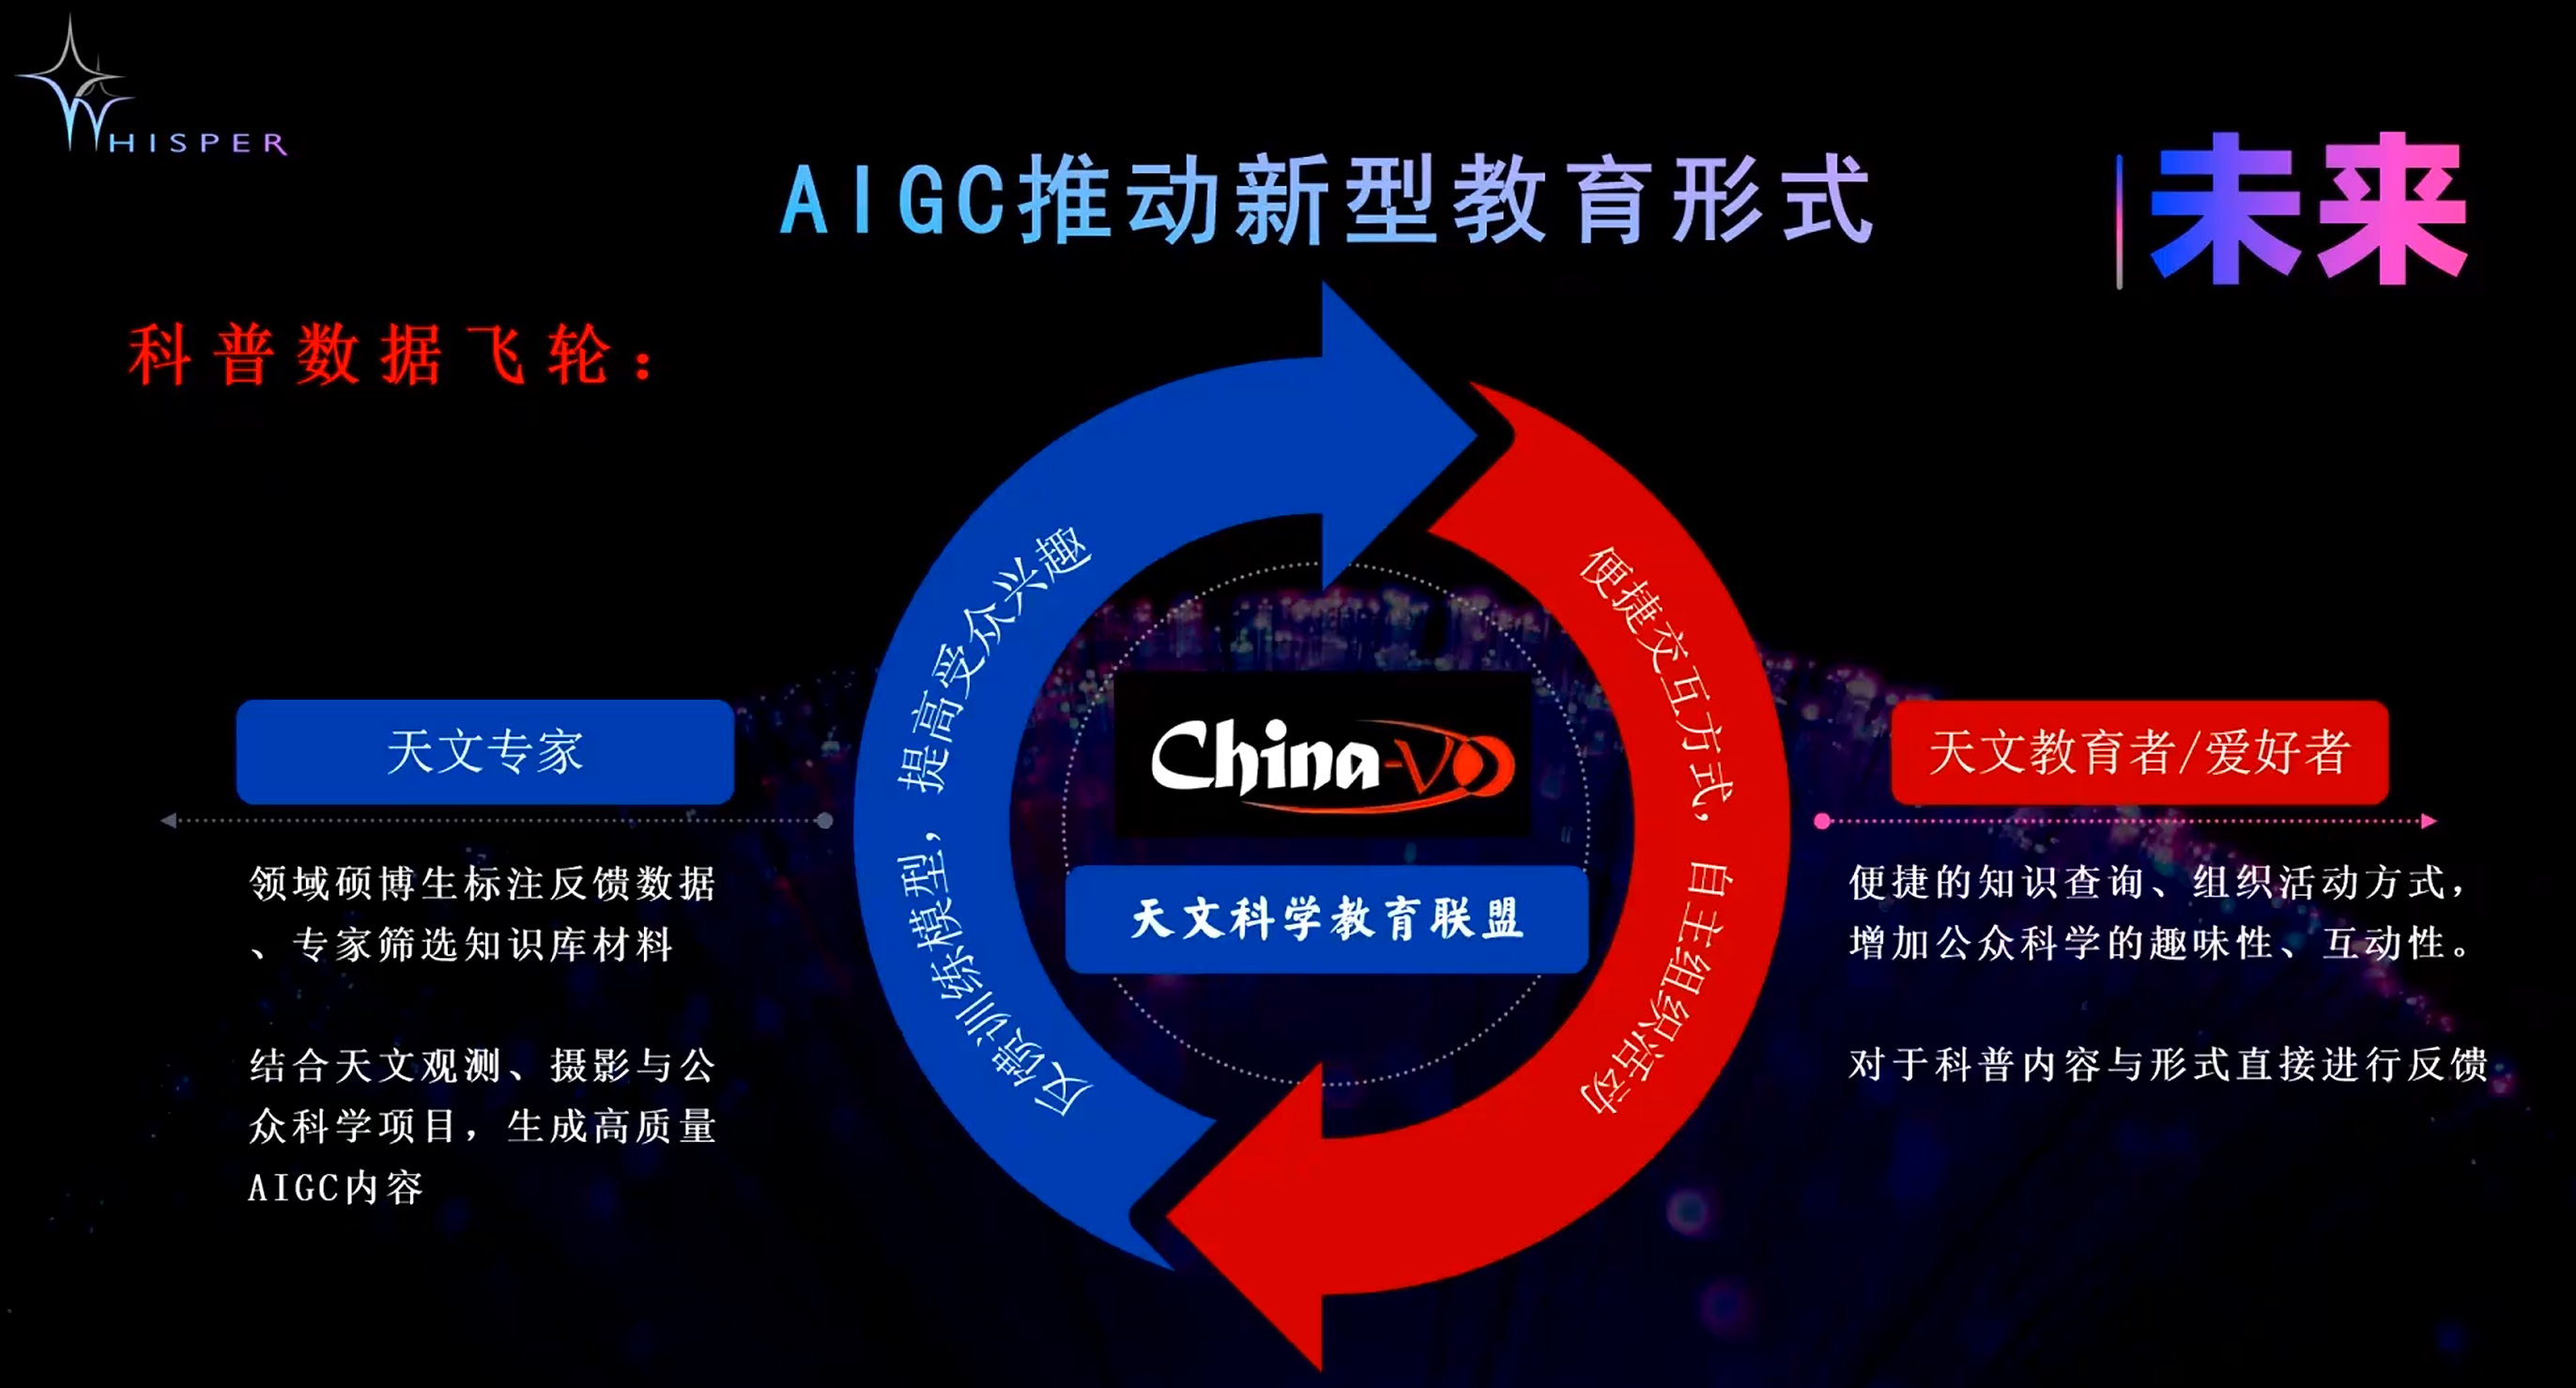 WHISPER
AIGC推动新型教育形式
未来
科普数据飞轮：
反馈训练模型，提高受众兴趣
便捷交互方式，自主组织活动
China-VO
天文科学教育联盟
天文专家
领域硕博生标注反馈数据
、专家筛选知识库材料
结合天文观测、摄影与公
众科学项目，生成高质量
AIGC内容
天文教育者/爱好者
便捷的知识查询、组织活动方式，
增加公众科学的趣味性、互动性。
对于科普内容与形式直接进行反馈